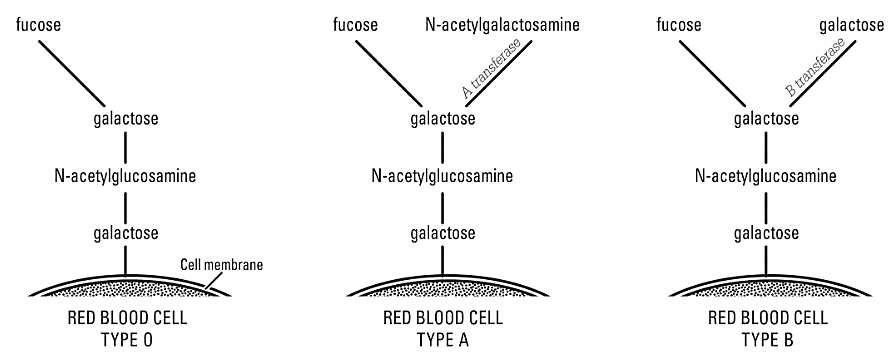 fucose
galactose
N-acetylglucosamine
galactose
Cell membrane
RED BLOOD CELL
TYPE O
fucose
N-acetylgalactosamine
A transferase
galactose
N-acetylglucosamine
galactose
RED BLOOD CELL
TYPE A
fucose
galactose
B transferase
galactose
N-acetylglucosamine
galactose
RED BLOOD CELL
TYPE B